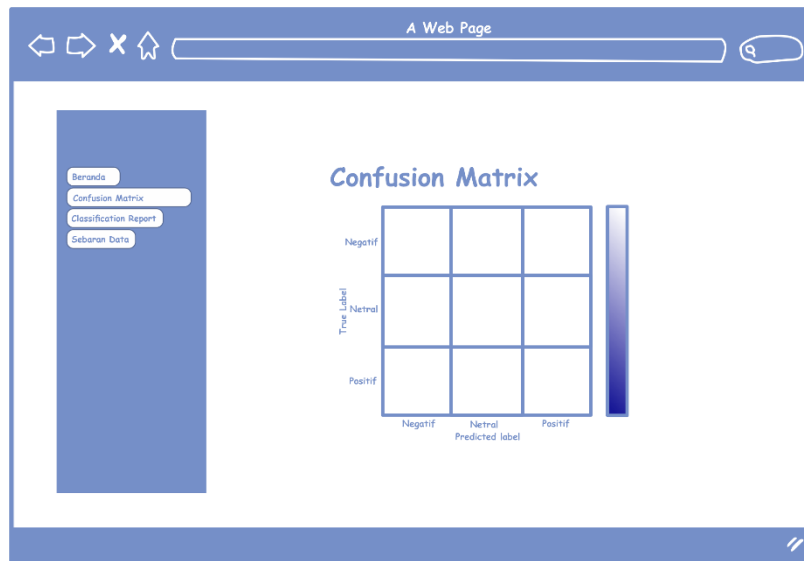 A Web Page
Beranda
Confusion Matrix
Classification Report
Sebaran Data
Confusion Matrix
Negatif
Netral
Positif
True Label
Negatif
Netral
Positif
Predicted label